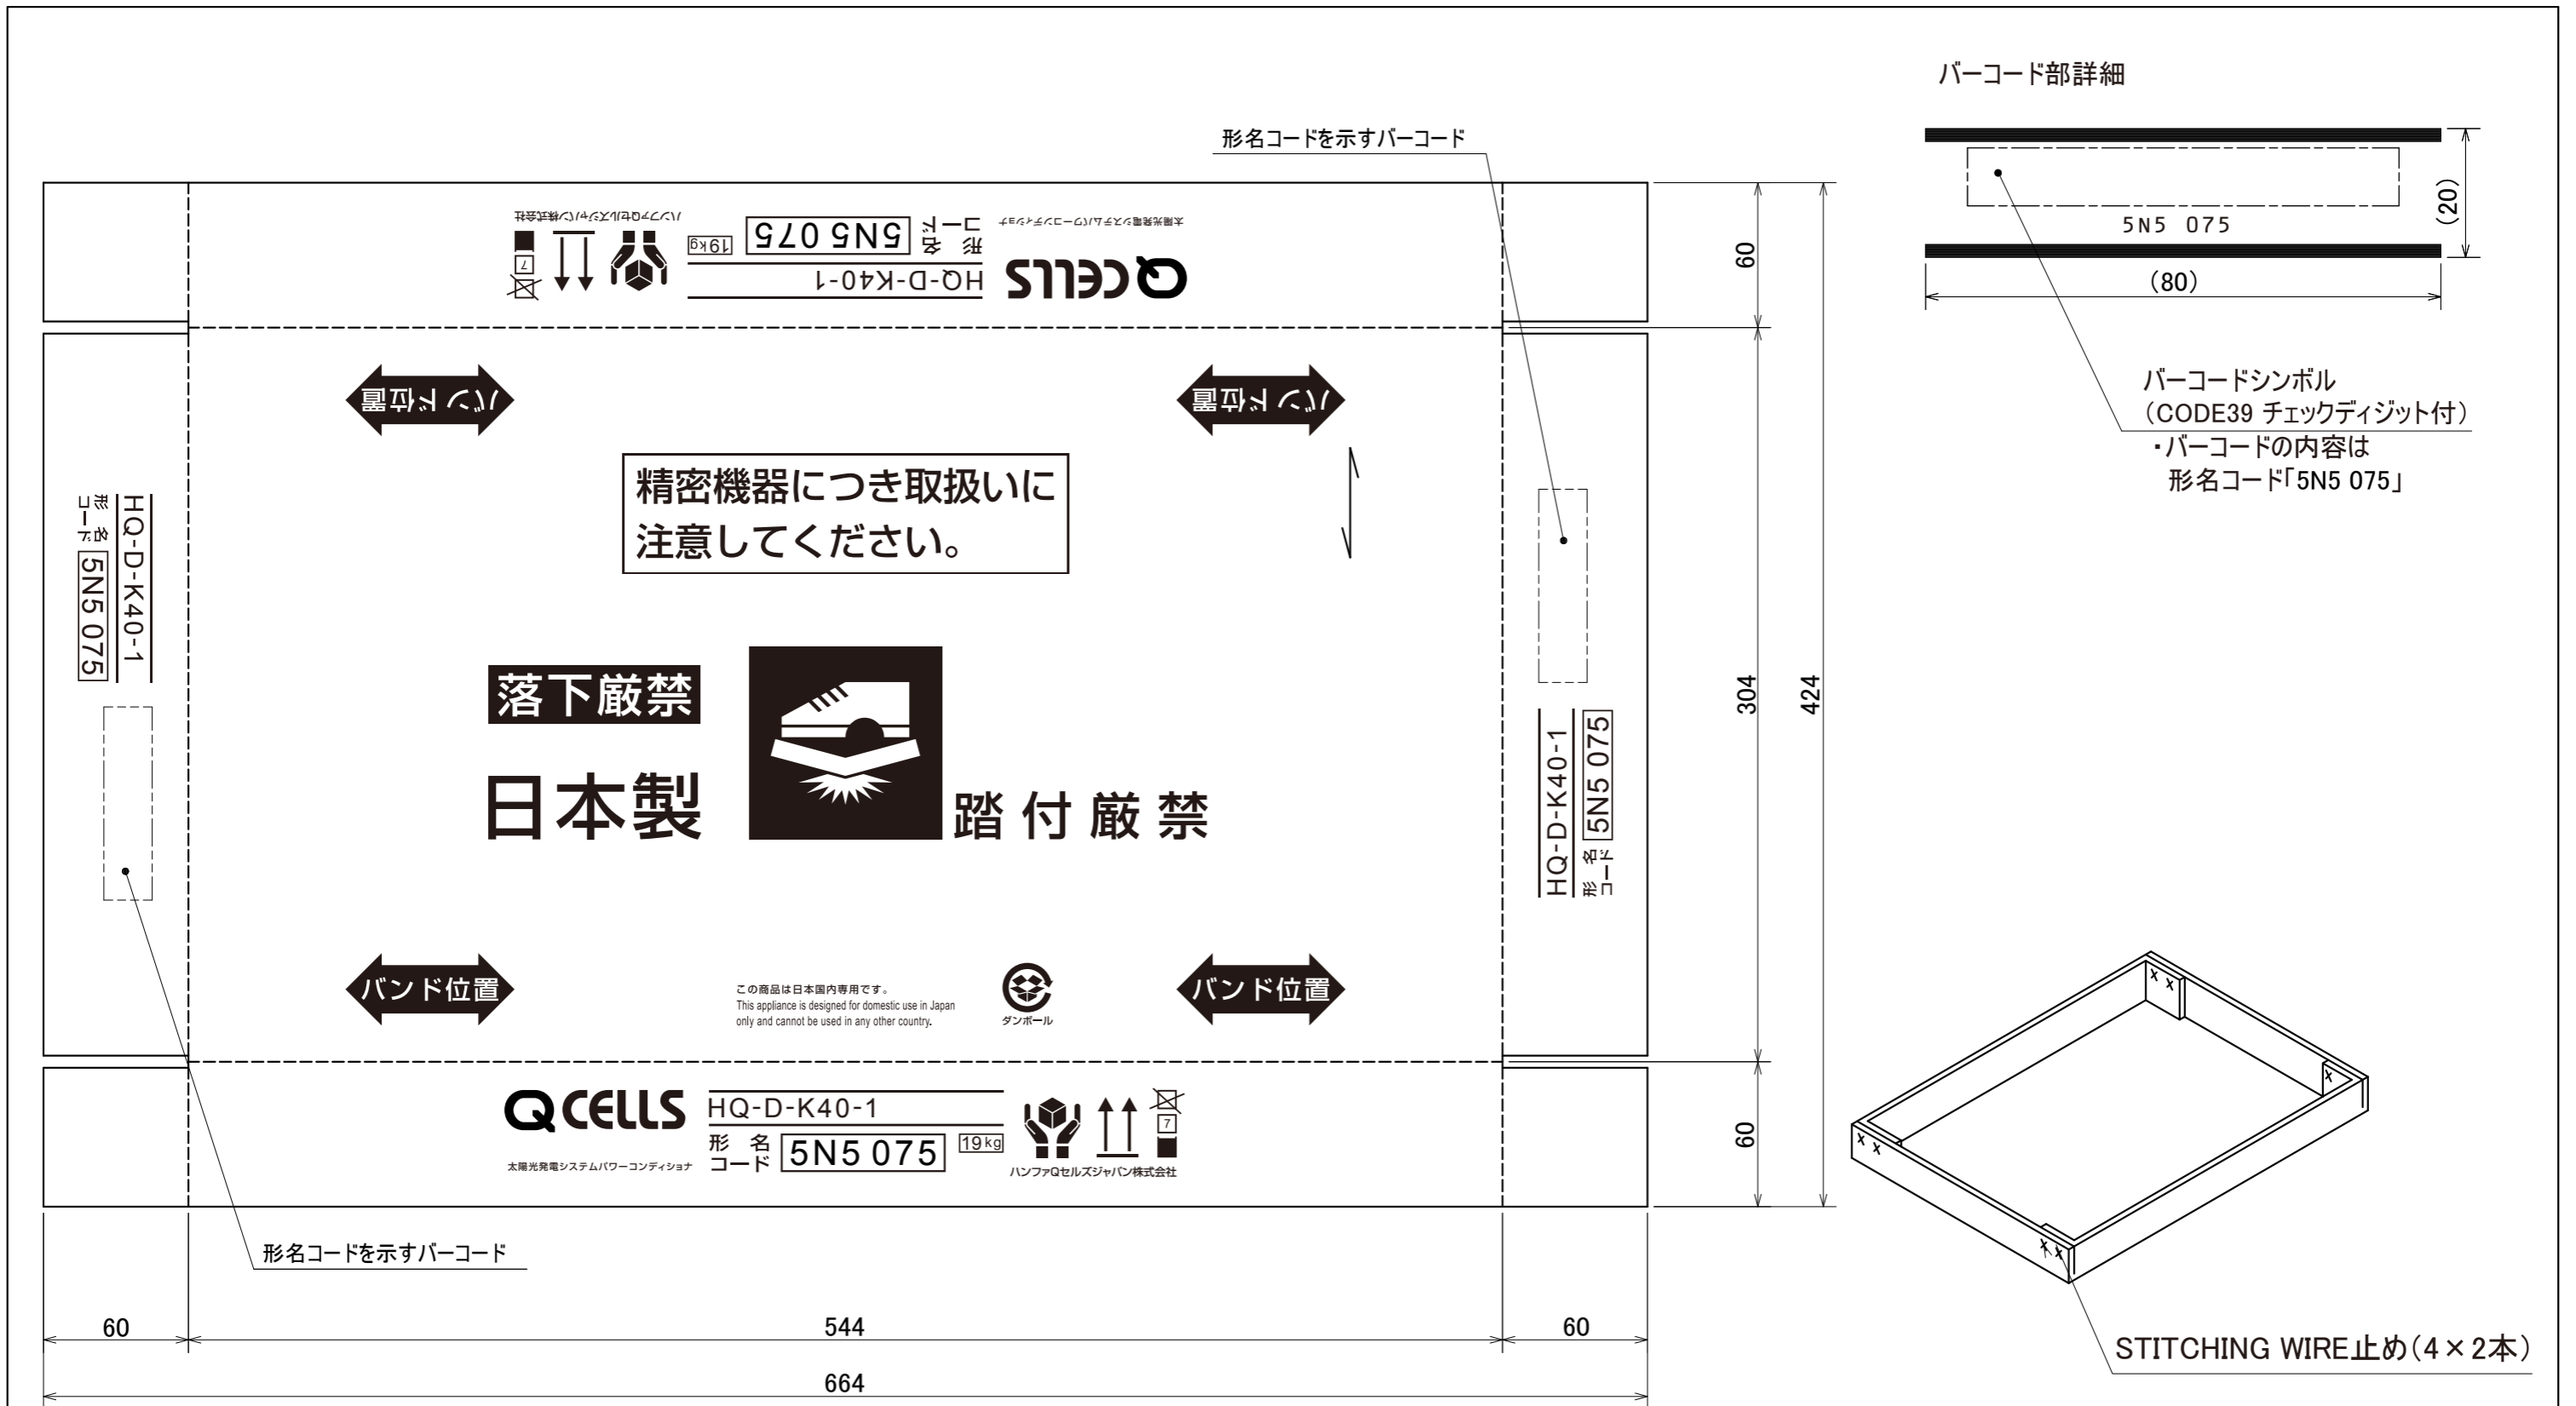 バーコード部詳細
形名コードを示すバーコード
(20)
5N5 075
(80)
バーコードシンボル
（CODE39 チェックディジット付）
・バーコードの内容は
形名コード「5N5 075」
太陽光発電システムパワーコンディショナ
QCELLS
HQ-D-K40-1
形 名
コード
5N5 075
19kg
ハンファQセルズジャパン株式会社
7
60
バンド位置
バンド位置
精密機器につき取扱いに
注意してください。
HQ-D-K40-1
形 名
コード
5N5 075
落下厳禁
日本製
踏付厳禁
HQ-D-K40-1
形 名
コード
5N5 075
304
424
バンド位置
この商品は日本国内専用です。
This appliance is designed for domestic use in Japan
only and cannot be used in any other country.
ダンボール
バンド位置
QCELLS
太陽光発電システムパワーコンディショナ
HQ-D-K40-1
形 名
コード
5N5 075
19kg
7
ハンファQセルズジャパン株式会社
60
形名コードを示すバーコード
60
544
60
664
STITCHING WIRE止め（4×2本）